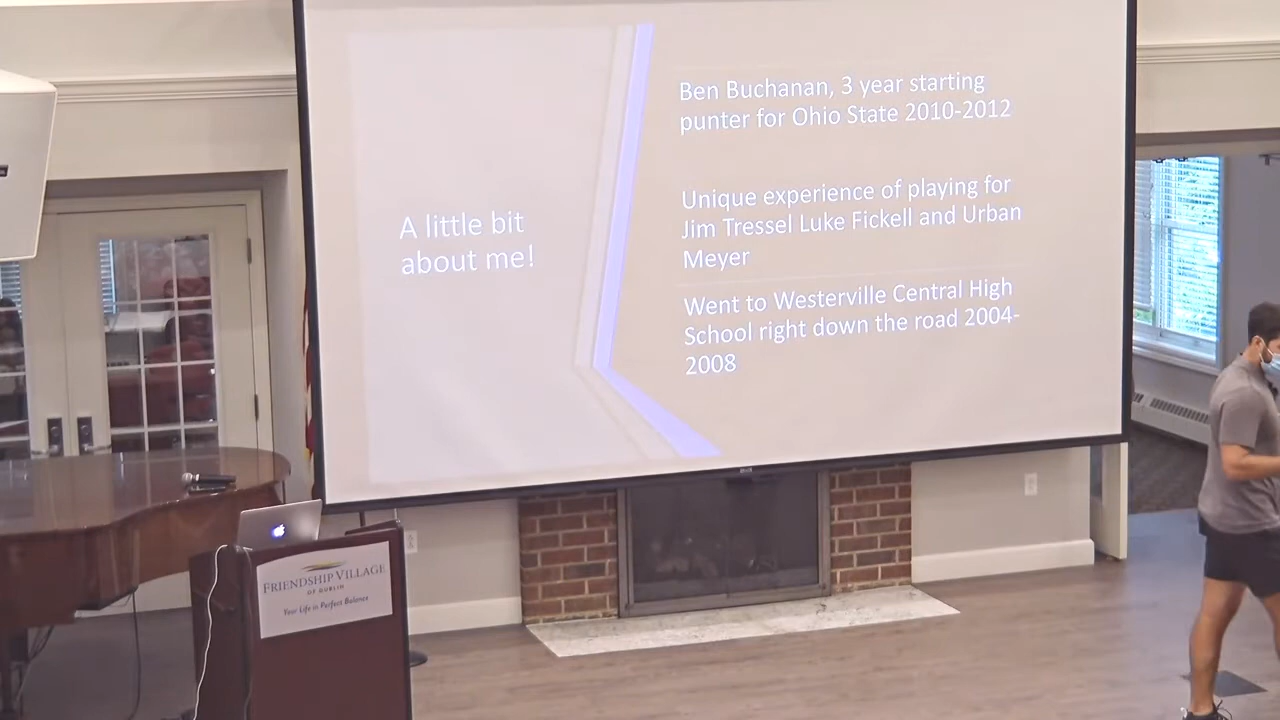 A little bit
about me!
Ben Buchanan, 3 year starting
punter for Ohio State 2010-2012
Unique experience of playing for
Jim Tressel Luke Fickell and Urban
Meyer
Went to Westerville Central High
School right down the road 2004-
2008
FRIENDSHIP VILLAGE
OF DUBLIN
Your Life in Perfect Balance